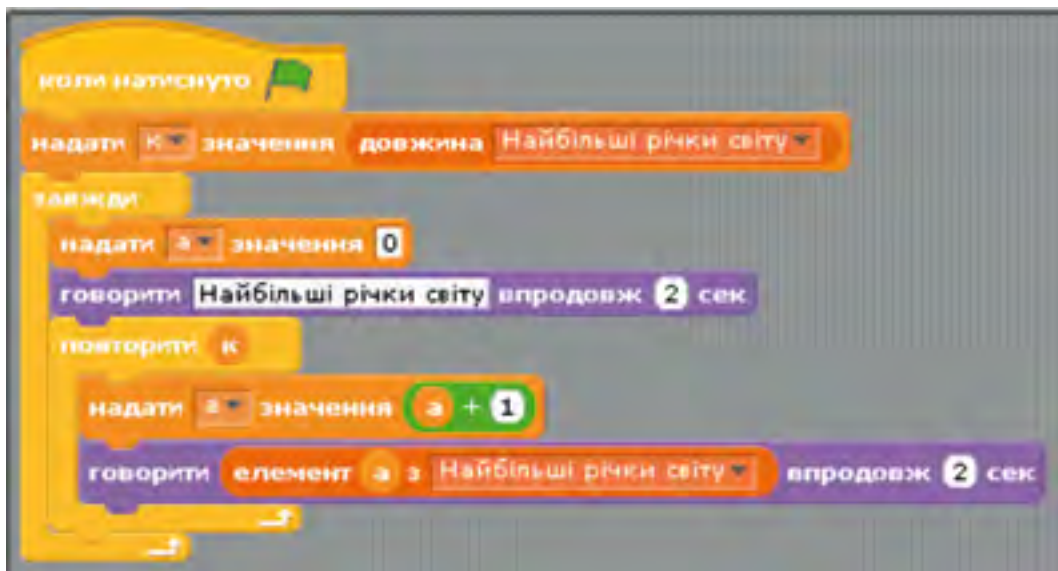 коли натиснуто
надати к значення довжина Найбільші річки світу
завжди
надати а значення 0
говорити Найбільші річки світу впродовж 2 сек
повторити к
надати а значення а + 1
говорити елемент а з Найбільші річки світу впродовж 2 сек